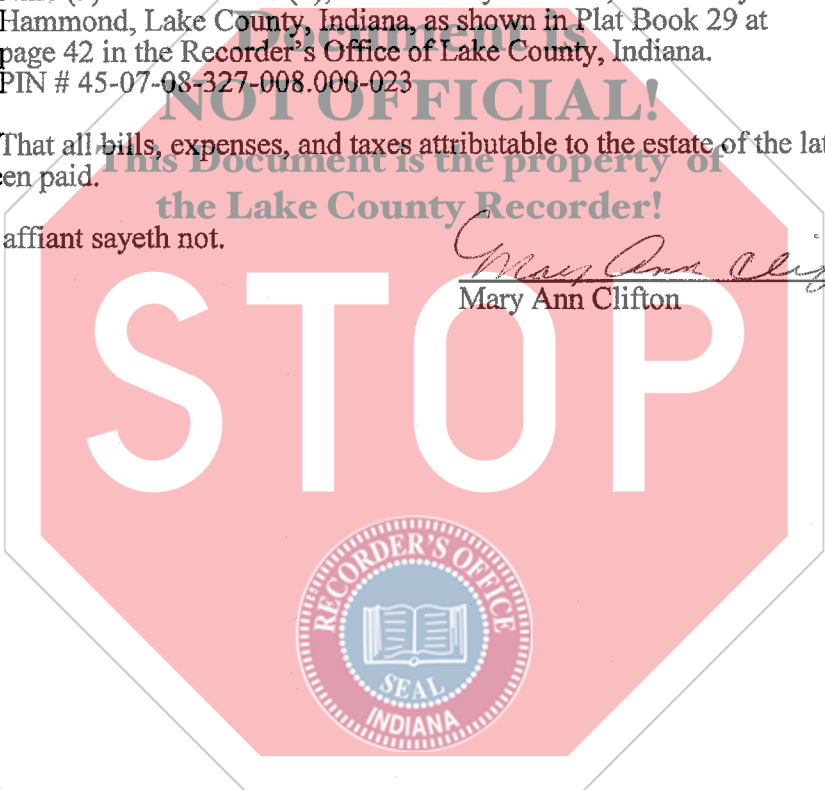 Hammond, Lake County, Indiana, as shown in Plat Book 29 at
page 42 in the Recorder's Office of Lake County, Indiana.
PIN # 45-07-08-327-008.000-023
Document is
NOT OFFICIAL!
That all bills, expenses, and taxes attributable to the estate of the lat
en paid.
This Document is the property of
the Lake County Recorder!
affiant sayeth not.
Mary Ann Clif
Mary Ann Clifton
STOP
RECORDER'S OFFICE
SEAL
INDIANA